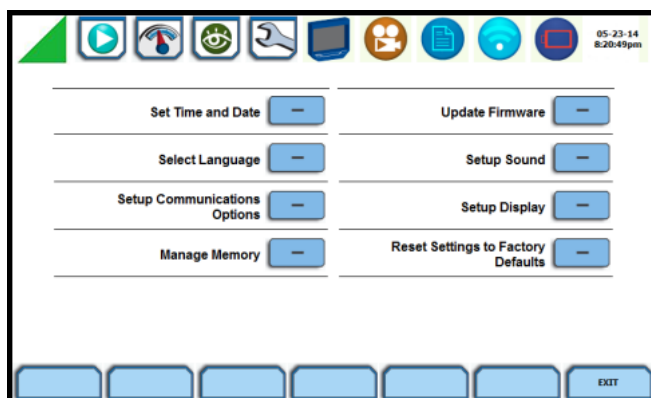 05-23-14
8:20:49pm
Set Time and Date
Update Firmware
Select Language
Setup Sound
Setup Communications
Options
Setup Display
Manage Memory
Reset Settings to Factory
Defaults
EXIT